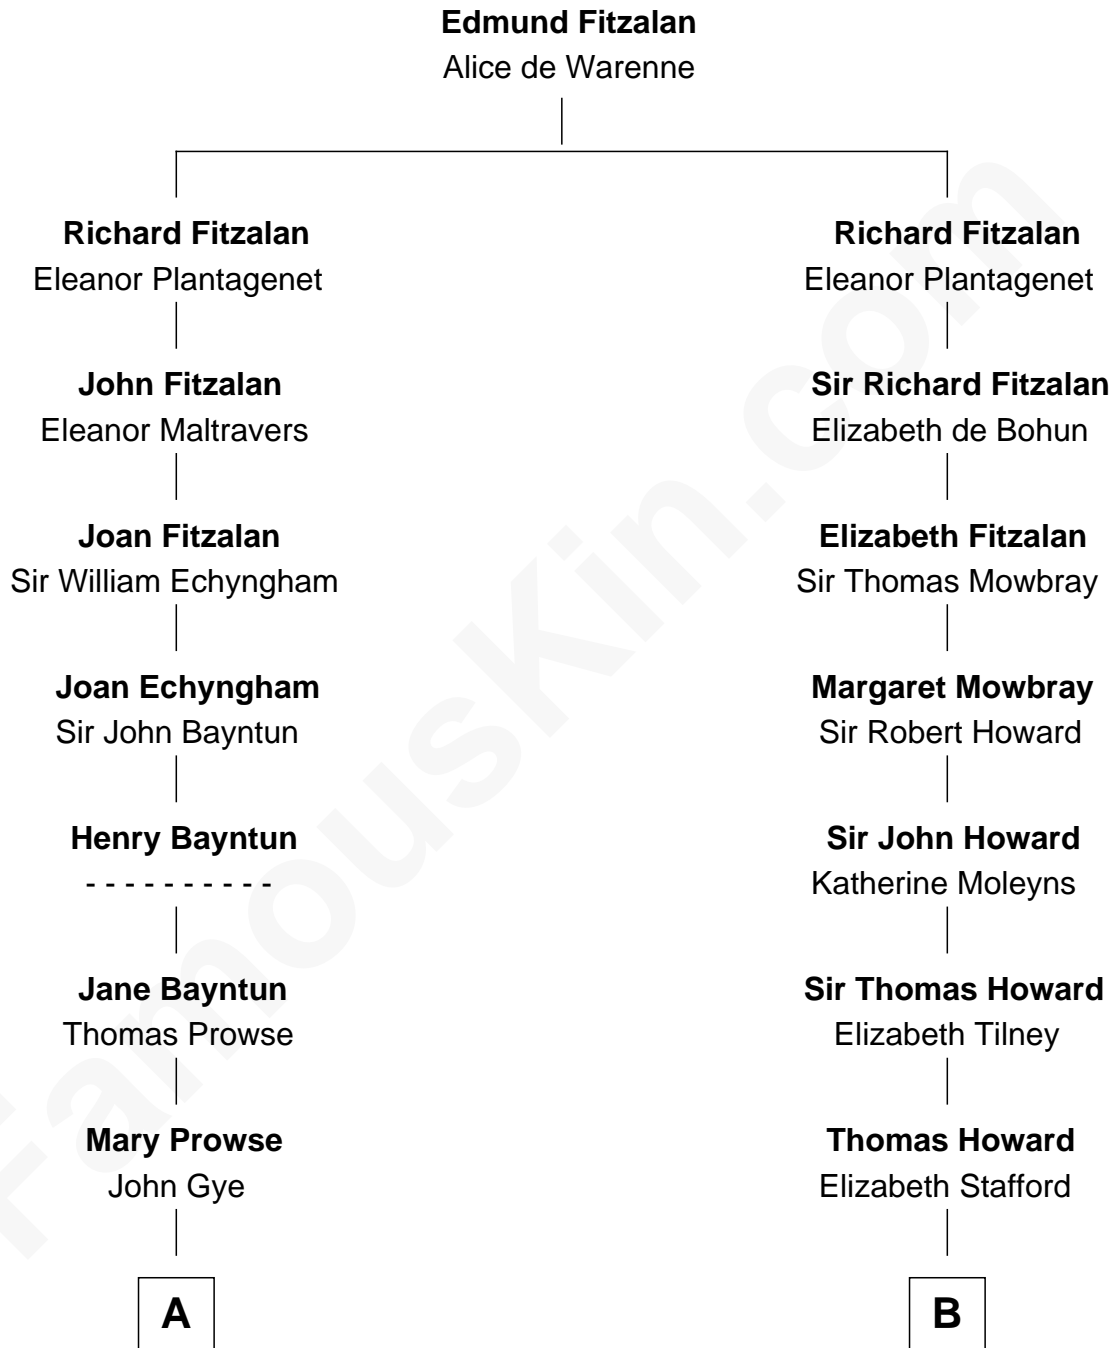 Edmund Fitzalan
Alice de Warenne
Richard Fitzalan
Eleanor Plantagenet
John Fitzalan
Eleanor Maltravers
Joan Fitzalan
Sir William Echyngham
Joan Echyngham
Sir John Bayntun
Henry Bayntun
- - - - - - - - - -
Jane Bayntun
Thomas Prowse
Mary Prowse
John Gye
A
Richard Fitzalan
Eleanor Plantagenet
Sir Richard Fitzalan
Elizabeth de Bohun
Elizabeth Fitzalan
Sir Thomas Mowbray
Margaret Mowbray
Sir Robert Howard
Sir John Howard
Katherine Moleyns
Sir Thomas Howard
Elizabeth Tilney
Thomas Howard
Elizabeth Stafford
B
FamousKin.com